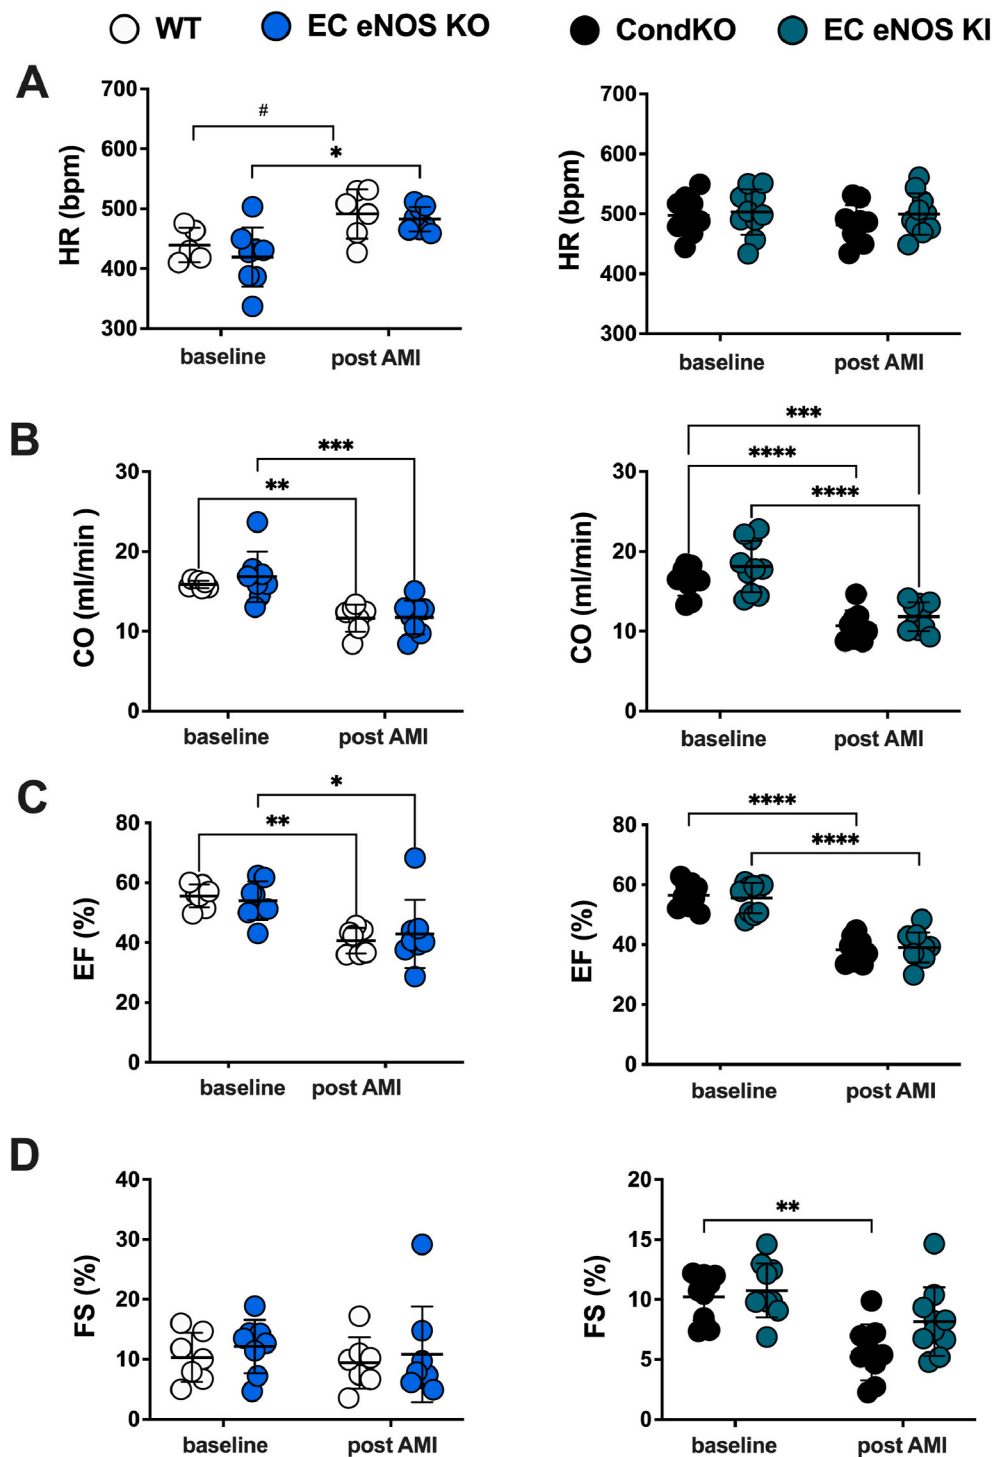 WT EC eNOS KO CondKO EC eNOS KI
A
700 600 500 400 300
HR (bpm)
# *
baseline post AMI
700 600 500 400 300
HR (bpm)
baseline post AMI
B
30 20 10 0
CO (ml/min )
*** **
baseline post AMI
30 20 10 0
CO (ml/min)
*** **** ****
baseline post AMI
C
80 60 40 20 0
EF (%)
* **
baseline post AMI
80 60 40 20 0
EF (%)
**** ****
baseline post AMI
D
40 30 20 10 0
FS (%)
baseline post AMI
20 15 10 5 0
FS (%)
**
baseline post AMI